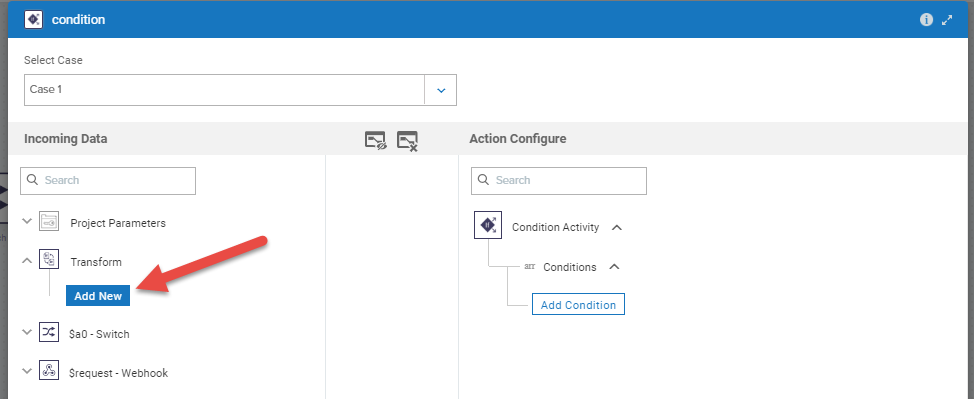 condition
Select Case
Case 1
Incoming Data
Action Configure
Search
Search
Project Parameters
Condition Activity
Transform
arr Conditions
Add New
Add Condition
$a0 - Switch
$request - Webhook